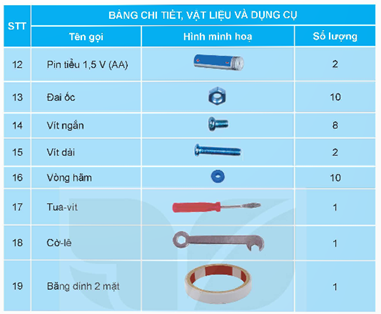 STT
BẢNG CHI TIẾT, VẬT LIỆU VÀ DỤNG CỤ
Tên gọi
Hình minh hoạ
Số lượng
12
Pin tiểu 1,5 V (AA)
2
13
Đai ốc
10
14
Vít ngắn
8
15
Vít dài
2
16
Vòng hãm
10
17
Tua-vít
1
18
Cờ-lê
1
19
Băng dính 2 mặt
1